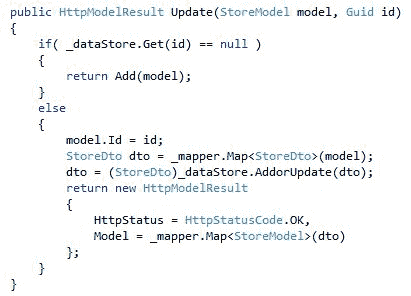 public HttpModelResult Update(StoreModel model, Guid id)
{
    if( _dataStore.Get(id) == null )
    {
        return Add(model);
    }
    else
    {
        model.Id = id;
        StoreDto dto = _mapper.Map<StoreDto>(model);
        dto = (StoreDto)_dataStore.AddorUpdate(dto);
        return new HttpModelResult
        {
            HttpStatus = HttpStatusCode.OK,
            Model = _mapper.Map<StoreModel>(dto)
        };
    }
}